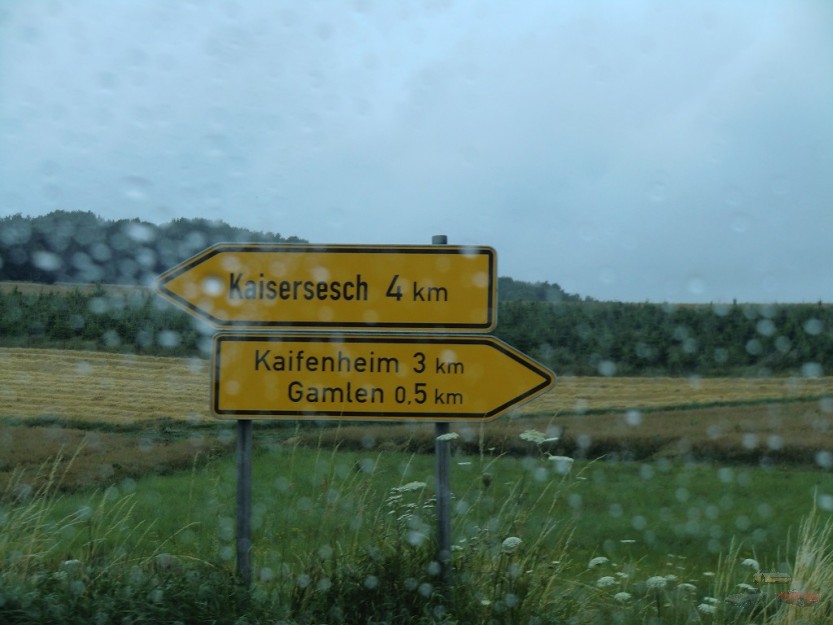 Kaisersesch 4 km
Kaifenheim 3 km
Gamlen 0,5 km